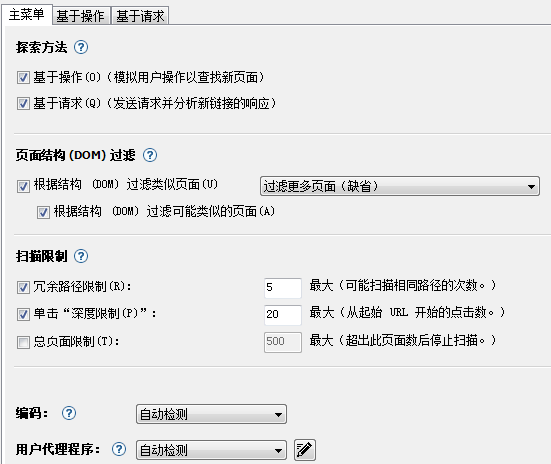 主菜单 基于操作 基于请求
探索方法 ?
基于操作(O)（模拟用户操作以查找新页面）
基于请求(Q)（发送请求并分析新链接的响应）
页面结构(DOM)过滤 ?
根据结构 （DOM）过滤类似页面(U) 过滤更多页面（缺省）
根据结构 （DOM）过滤可能类似的页面(A)
扫描限制 ?
冗余路径限制(R)： 5 最大（可能扫描相同路径的次数。）
单击“深度限制(P)”： 20 最大（从起始 URL 开始的点击数。）
总页面限制(T)： 500 最大（超出此页面数后停止扫描。）
编码： ? 自动检测
用户代理程序： ? 自动检测